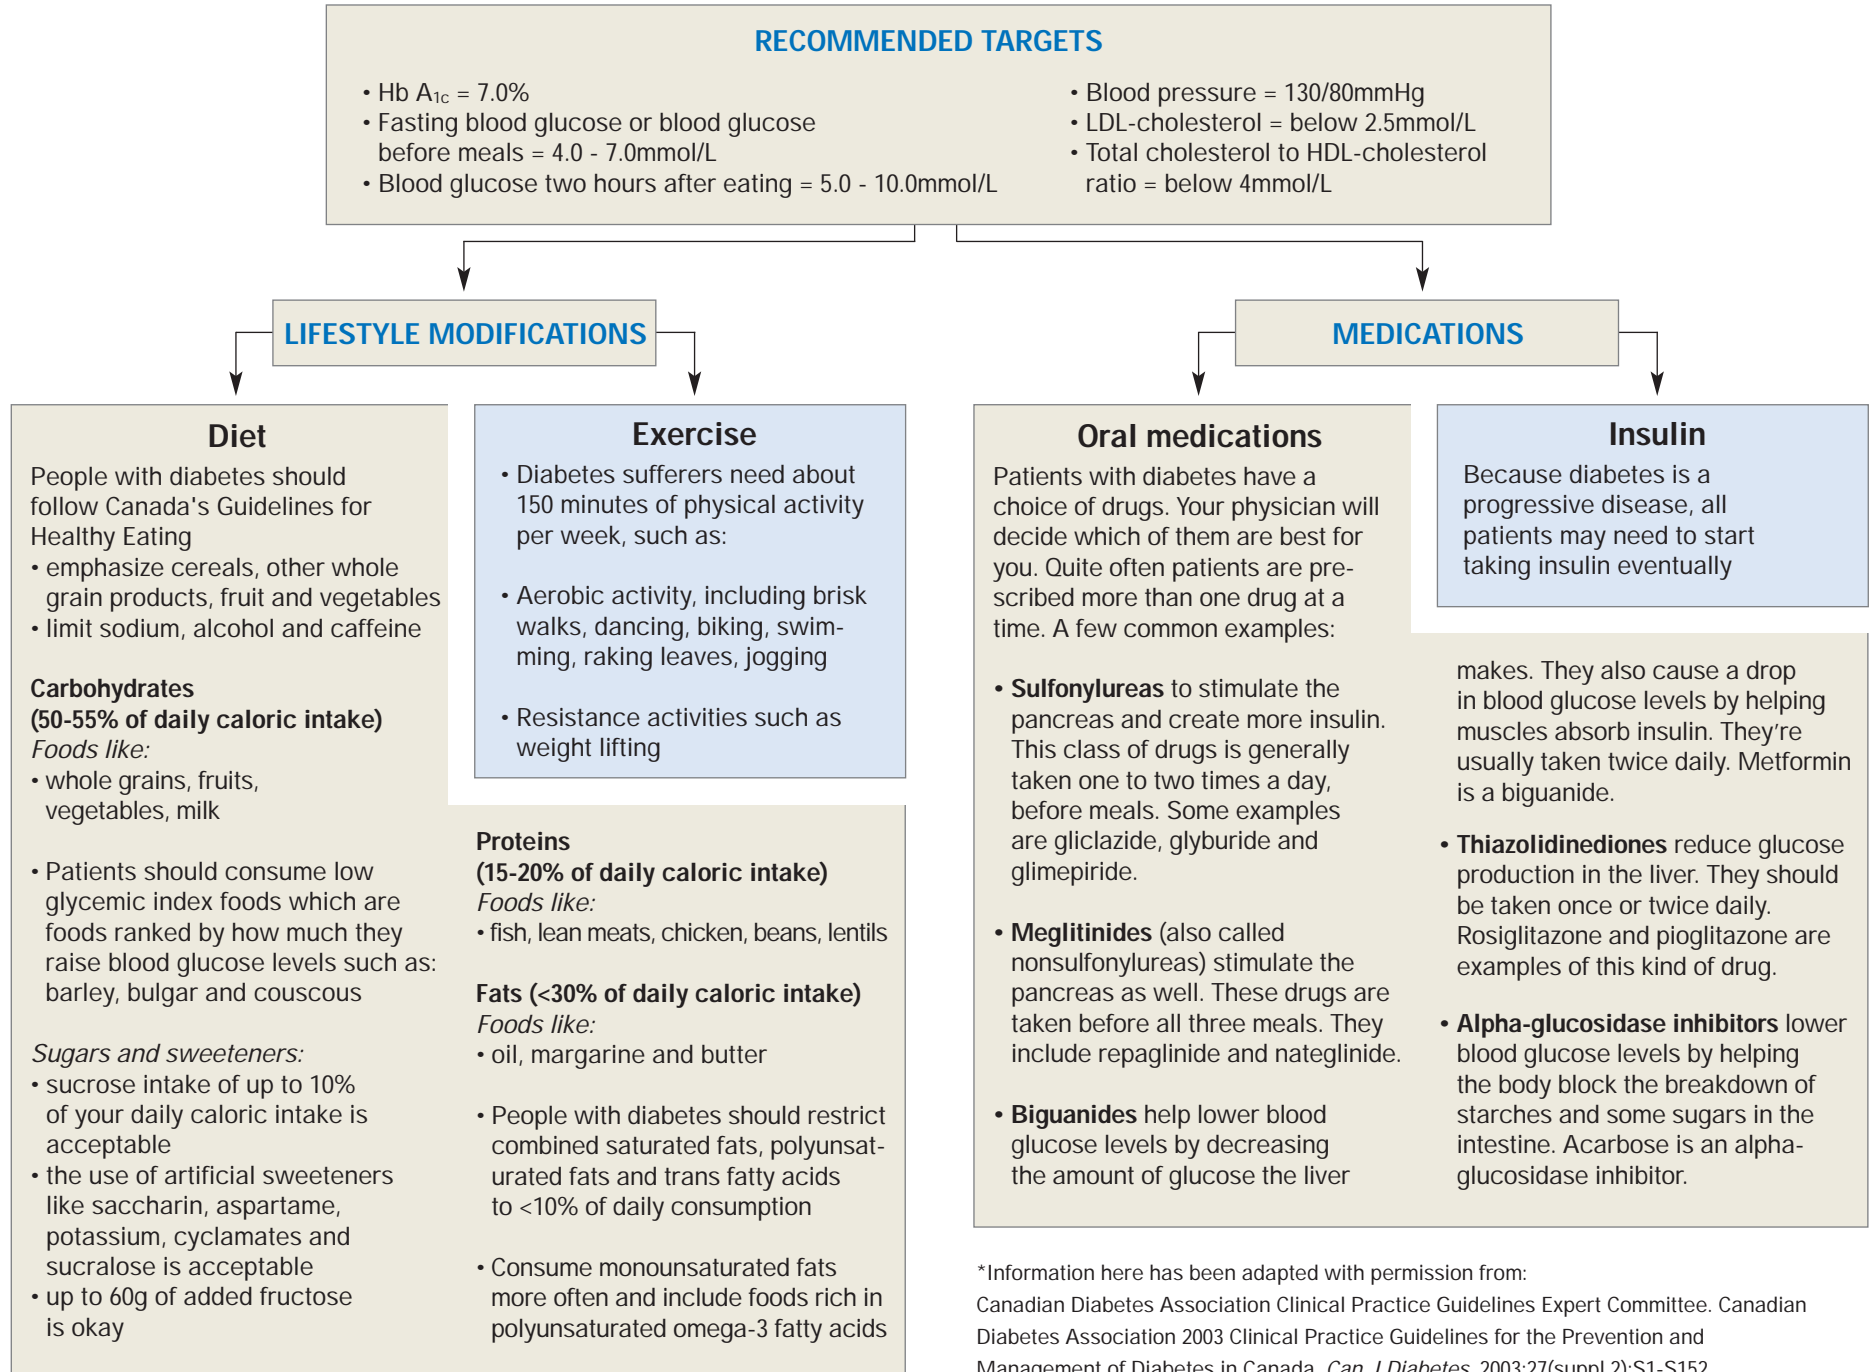 RECOMMENDED TARGETS
• Hb A1c = 7.0%
• Fasting blood glucose or blood glucose
before meals = 4.0 - 7.0mmol/L
• Blood glucose two hours after eating = 5.0 - 10.0mmol/L
• Blood pressure = 130/80mmHg
• LDL-cholesterol = below 2.5mmol/L
• Total cholesterol to HDL-cholesterol
ratio = below 4mmol/L
LIFESTYLE MODIFICATIONS
MEDICATIONS
Diet
People with diabetes should
follow Canada's Guidelines for
Healthy Eating
• emphasize cereals, other whole
grain products, fruit and vegetables
• limit sodium, alcohol and caffeine
Carbohydrates
(50-55% of daily caloric intake)
Foods like:
• whole grains, fruits,
vegetables, milk
• Patients should consume low
glycemic index foods which are
foods ranked by how much they
raise blood glucose levels such as:
barley, bulgar and couscous
Sugars and sweeteners:
• sucrose intake of up to 10%
of your daily caloric intake is
acceptable
• the use of artificial sweeteners
like saccharin, aspartame,
potassium, cyclamates and
sucralose is acceptable
• up to 60g of added fructose
is okay
Exercise
• Diabetes sufferers need about
150 minutes of physical activity
per week, such as:
• Aerobic activity, including brisk
walks, dancing, biking, swim-
ming, raking leaves, jogging
• Resistance activities such as
weight lifting
Proteins
(15-20% of daily caloric intake)
Foods like:
• fish, lean meats, chicken, beans, lentils
Fats (<30% of daily caloric intake)
Foods like:
• oil, margarine and butter
• People with diabetes should restrict
combined saturated fats, polyunsat-
urated fats and trans fatty acids
to <10% of daily consumption
• Consume monounsaturated fats
more often and include foods rich in
polyunsaturated omega-3 fatty acids
Oral medications
Patients with diabetes have a
choice of drugs. Your physician will
decide which of them are best for
you. Quite often patients are pre-
scribed more than one drug at a
time. A few common examples:
• Sulfonylureas to stimulate the
pancreas and create more insulin.
This class of drugs is generally
taken one to two times a day,
before meals. Some examples
are gliclazide, glyburide and
glimepiride.
• Meglitinides (also called
nonsulfonylureas) stimulate the
pancreas as well. These drugs are
taken before all three meals. They
include repaglinide and nateglinide.
• Biguanides help lower blood
glucose levels by decreasing
the amount of glucose the liver
Insulin
Because diabetes is a
progressive disease, all
patients may need to start
taking insulin eventually
makes. They also cause a drop
in blood glucose levels by helping
muscles absorb insulin. They're
usually taken twice daily. Metformin
is a biguanide.
• Thiazolidinediones reduce glucose
production in the liver. They should
be taken once or twice daily.
Rosiglitazone and pioglitazone are
examples of this kind of drug.
• Alpha-glucosidase inhibitors lower
blood glucose levels by helping
the body block the breakdown of
starches and some sugars in the
intestine. Acarbose is an alpha-
glucosidase inhibitor.
*Information here has been adapted with permission from:
Canadian Diabetes Association Clinical Practice Guidelines Expert Committee. Canadian
Diabetes Association 2003 Clinical Practice Guidelines for the Prevention and
Management of Diabetes in Canada. Can J Diabetes. 2003;27(suppl 2):S1-S152